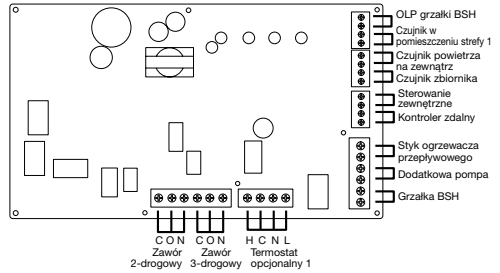 OLP grzałki BSH
Czujnik w
pomieszczeniu strefy 1
Czujnik powietrza
na zewnątrz
Czujnik zbiornika
Sterowanie
zewnętrzne
Kontroler zdalny
Styk ogrzewacza
przepływowego
Dodatkowa pompa
Grzałka BSH
C O N C O N H C N L
Zawór Zawór Termostat
2-drogowy 3-drogowy opcjonalny 1